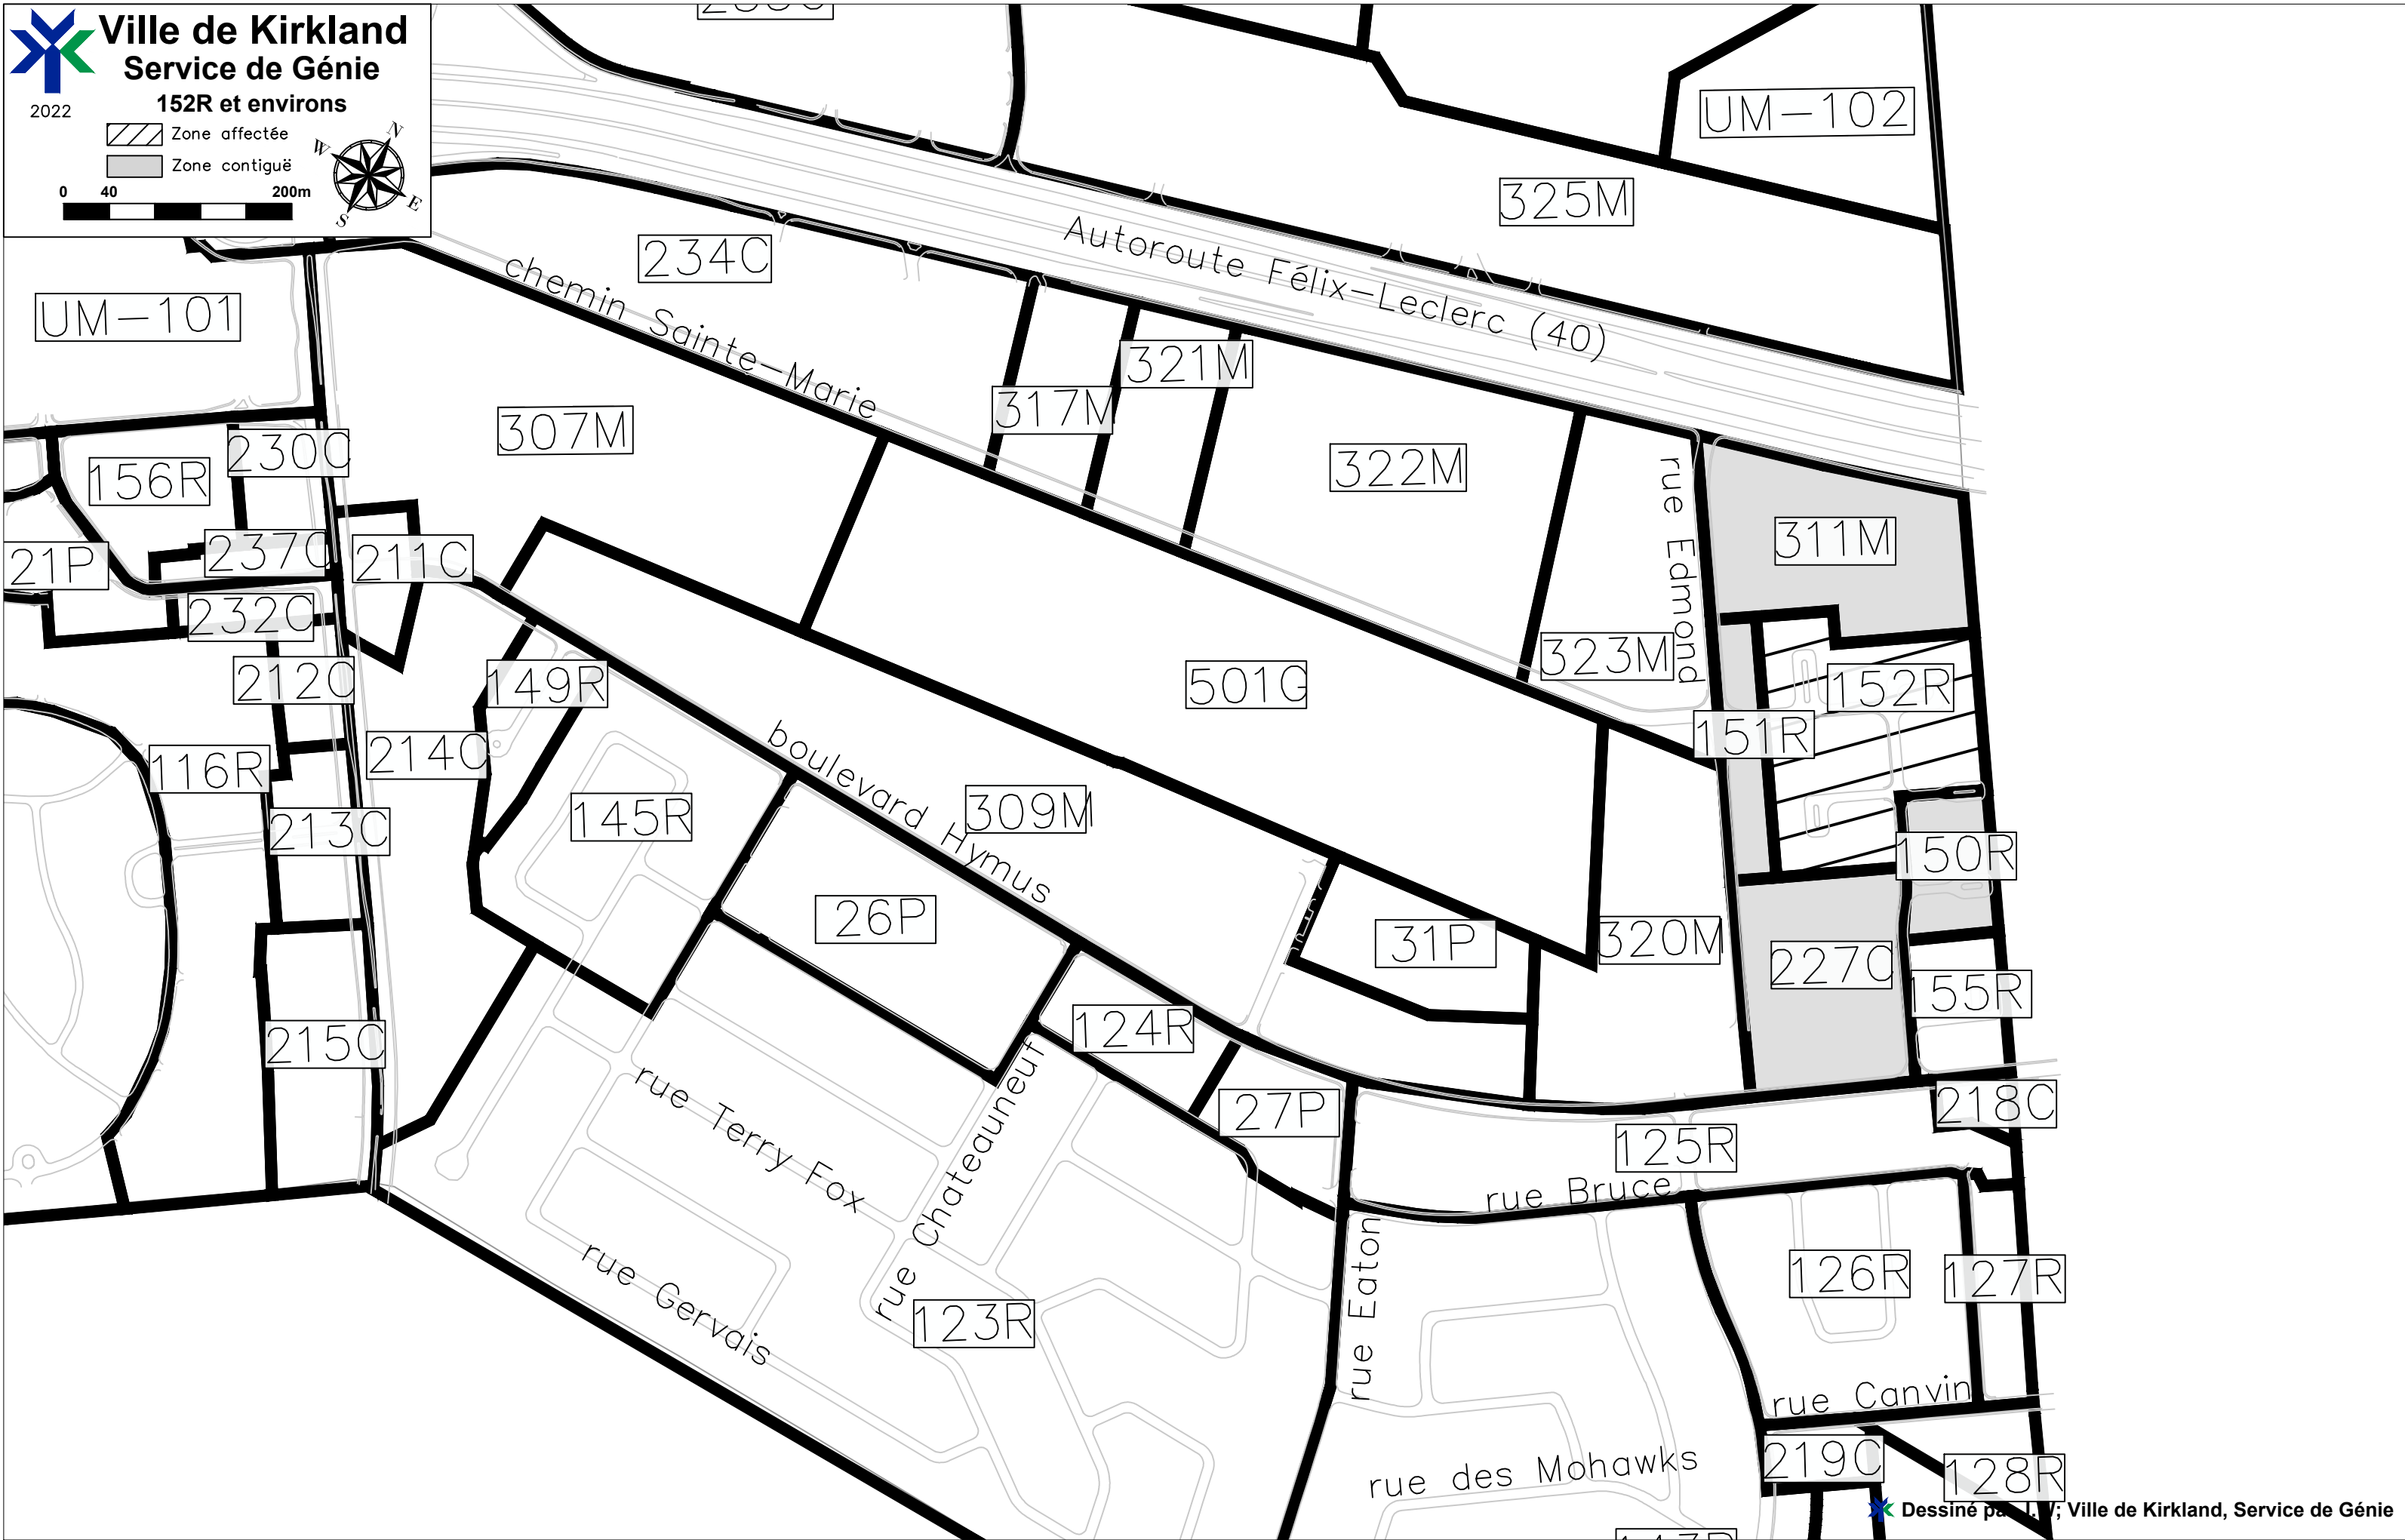 Ville de Kirkland
Service de Génie
152R et environs
2022
Zone affectée
Zone contiguë
N
W
E
S
0 40 200m
UM-102
325M
Autoroute Félix-Leclerc (40)
234C
chemin Sainte-Marie
UM-101
321M
317M
307M
230C
156R
322M
rue Edmond
311M
237C
211C
21P
232C
323M
212C
149R
501G
152R
151R
214C
116R
boulevard Hymus
309M
145R
213C
150R
26P
31P
320M
227C
155R
124R
215C
27P
218C
rue Terry Fox
rue Chateauneuf
125R
rue Bruce
rue Eaton
126R
127R
rue Gervais
123R
rue Canvin
219C
128R
rue des Mohawks
Dessiné Ville de Kirkland, Service de Génie